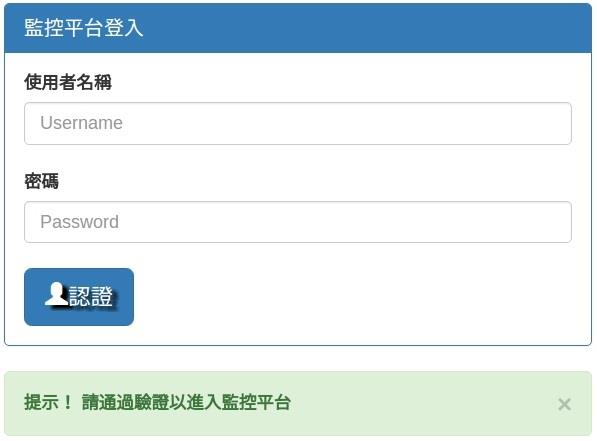 監控平台登入
使用者名稱
Username
密碼
Password
認證
提示！ 請通過驗證以進入監控平台
×